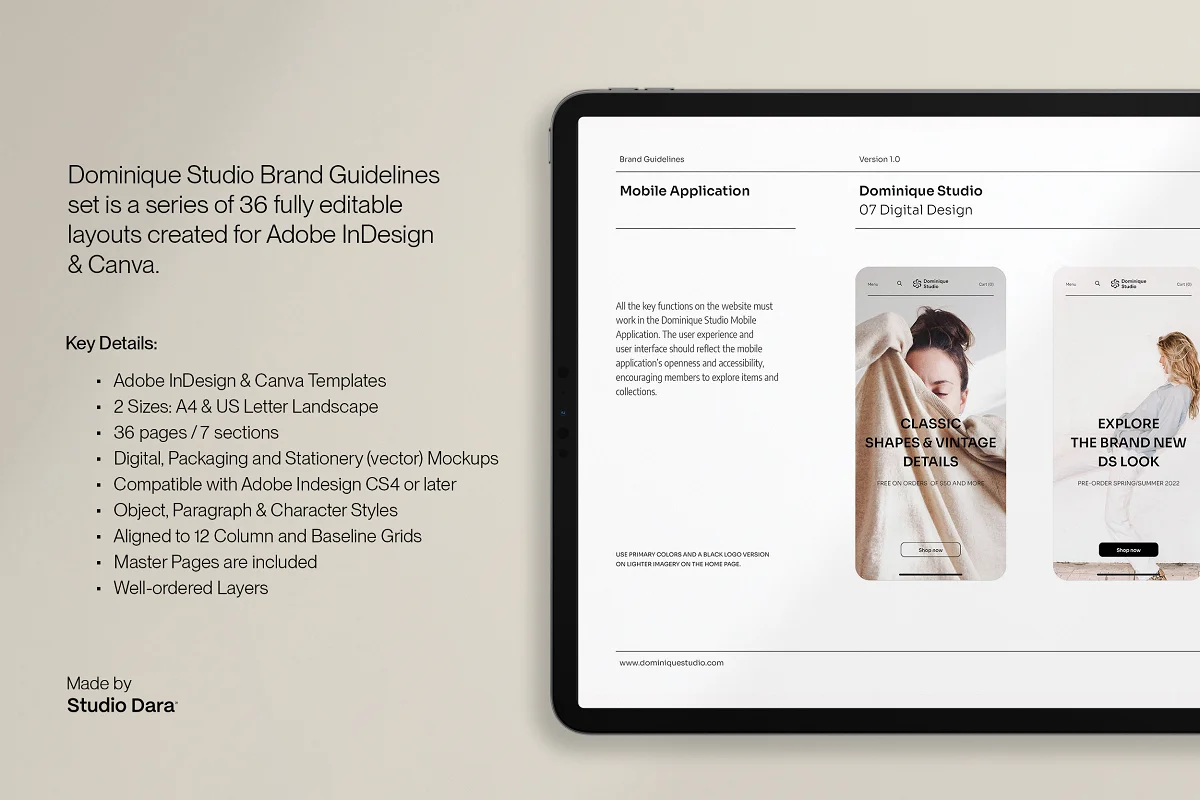 Dominique Studio Brand Guidelines
set is a series of 36 fully editable
layouts created for Adobe InDesign
& Canva.
Key Details:
▪ Adobe InDesign & Canva Templates
▪ 2 Sizes: A4 & US Letter Landscape
▪ 36 pages / 7 sections
▪ Digital, Packaging and Stationery (vector) Mockups
▪ Compatible with Adobe Indesign CS4 or later
▪ Object, Paragraph & Character Styles
▪ Aligned to 12 Column and Baseline Grids
▪ Master Pages are included
▪ Well-ordered Layers
Made by
Studio Dara
Brand Guidelines
Version 1.0
Mobile Application
Dominique Studio
07 Digital Design
All the key functions on the website must
work in the Dominique Studio Mobile
Application. The user experience and
user interface should reflect the mobile
application's openness and accessibility,
encouraging members to explore items and
collections.
USE PRIMARY COLORS AND A BLACK LOGO VERSION
ON LIGHTER IMAGERY ON THE HOME PAGE.
Menu
Dominique
Studio
Cart (0)
CLASSIC
SHAPES & VINTAGE
DETAILS
FREE ON ORDERS OF $50 AND MORE
Shop now
Menu
Dominique
Studio
Cart (0)
EXPLORE
THE BRAND NEW
DS LOOK
PRE-ORDER SPRING/SUMMER 2022
Shop now
www.dominiquestudio.com